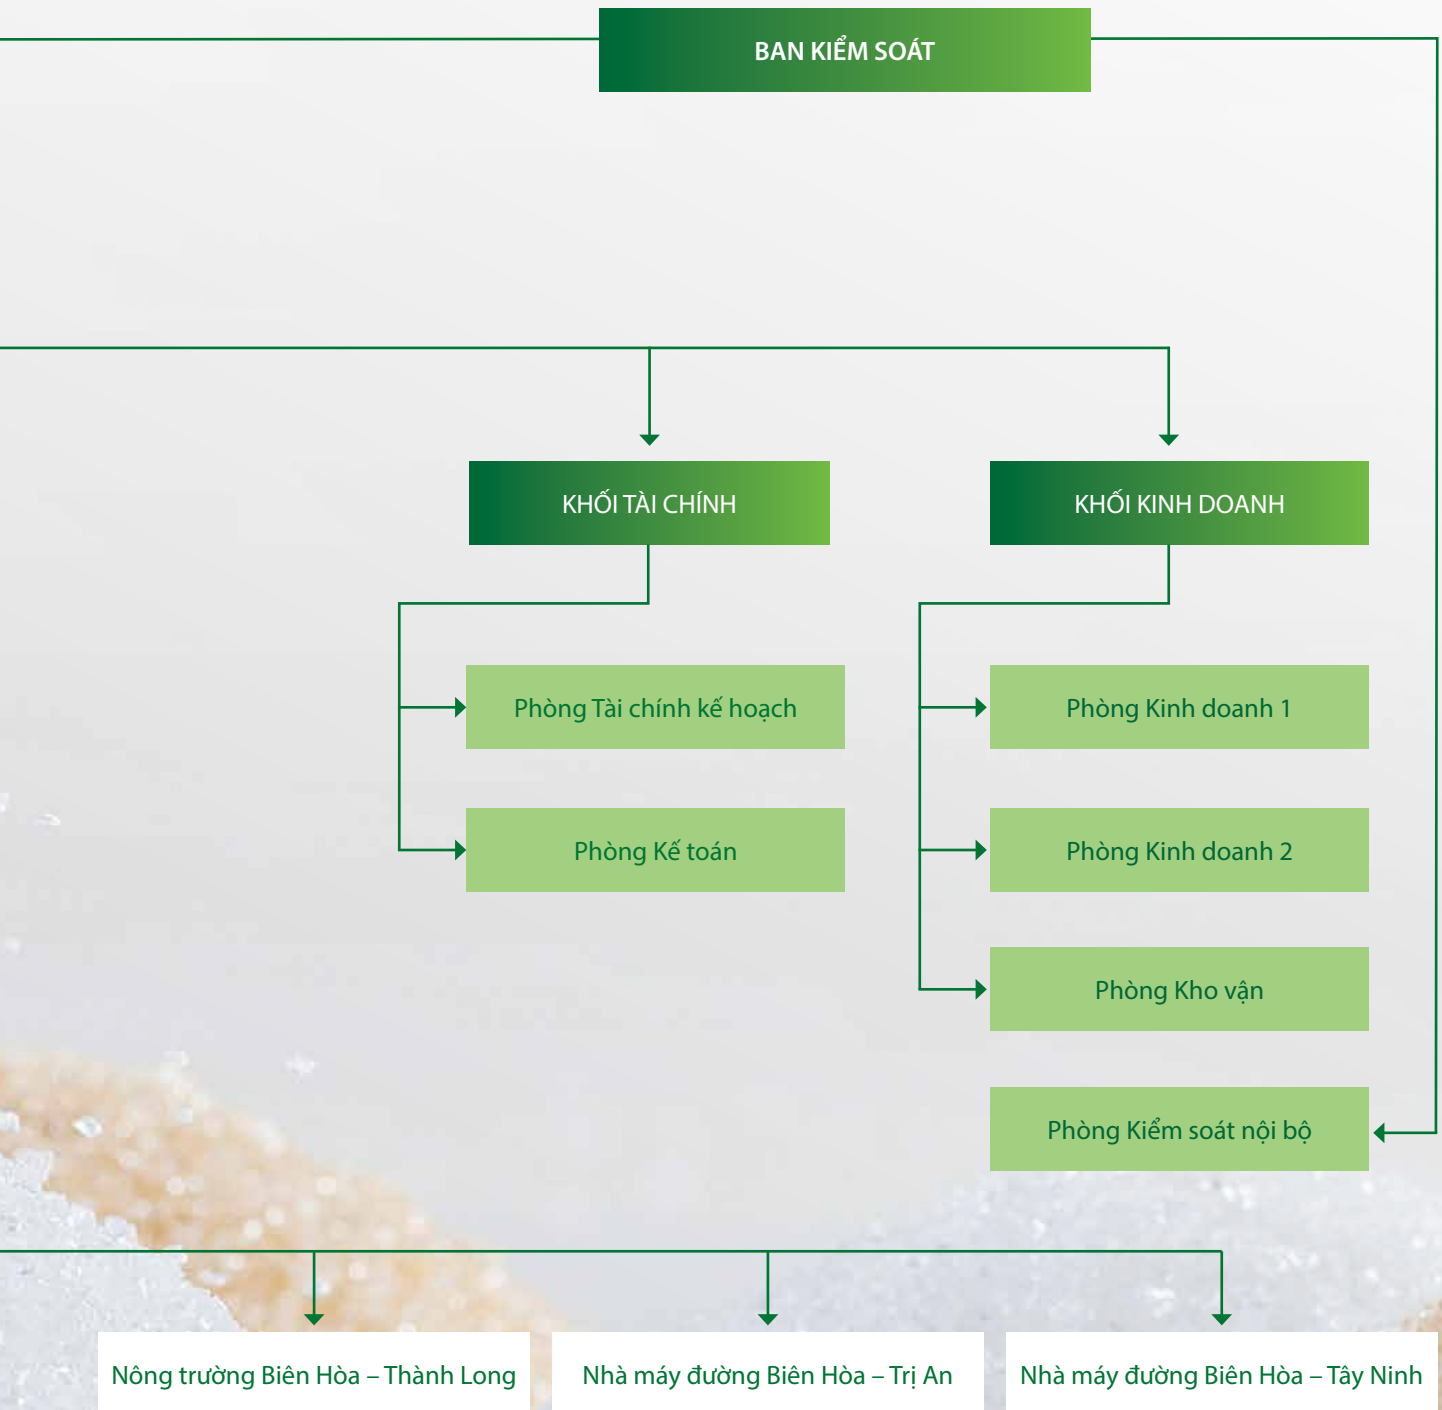 BAN KIỂM SOÁT
KHỐI TÀI CHÍNH
KHỐI KINH DOANH
Phòng Tài chính kế hoạch
Phòng Kinh doanh 1
Phòng Kế toán
Phòng Kinh doanh 2
Phòng Kho vận
Phòng Kiểm soát nội bộ
Nông trường Biên Hòa – Thành Long
Nhà máy đường Biên Hòa – Trị An
Nhà máy đường Biên Hòa – Tây Ninh